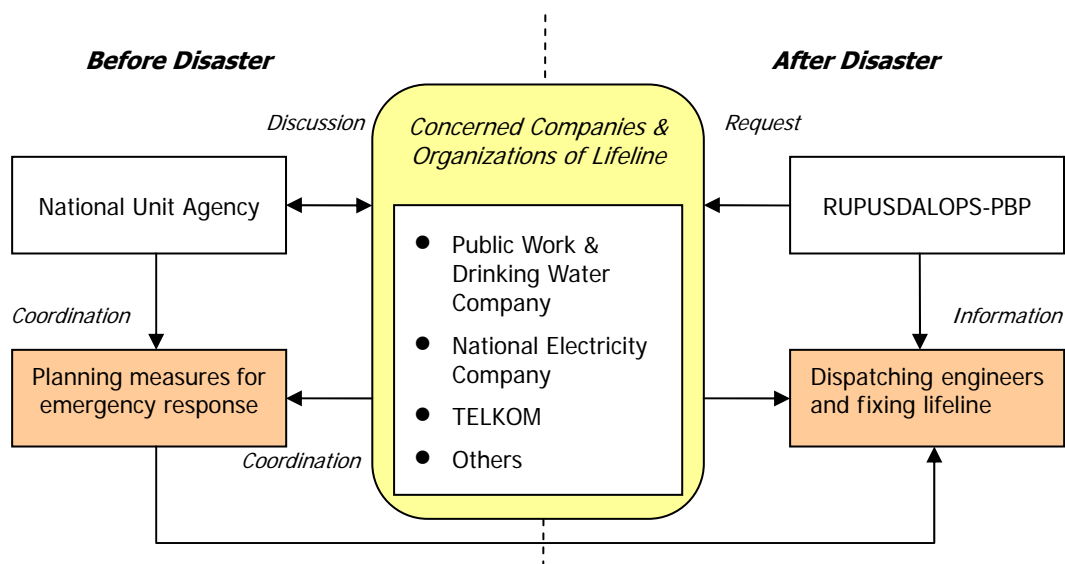 Before Disaster
After Disaster
Discussion
Concerned Companies &
Organizations of Lifeline
Request
National Unit Agency
RUPUSDALOPS-PBP
● Public Work &
Drinking Water
Company
● National Electricity
Company
● TELKOM
● Others
Coordination
Information
Planning measures for
emergency response
Dispatching engineers
and fixing lifeline
Coordination